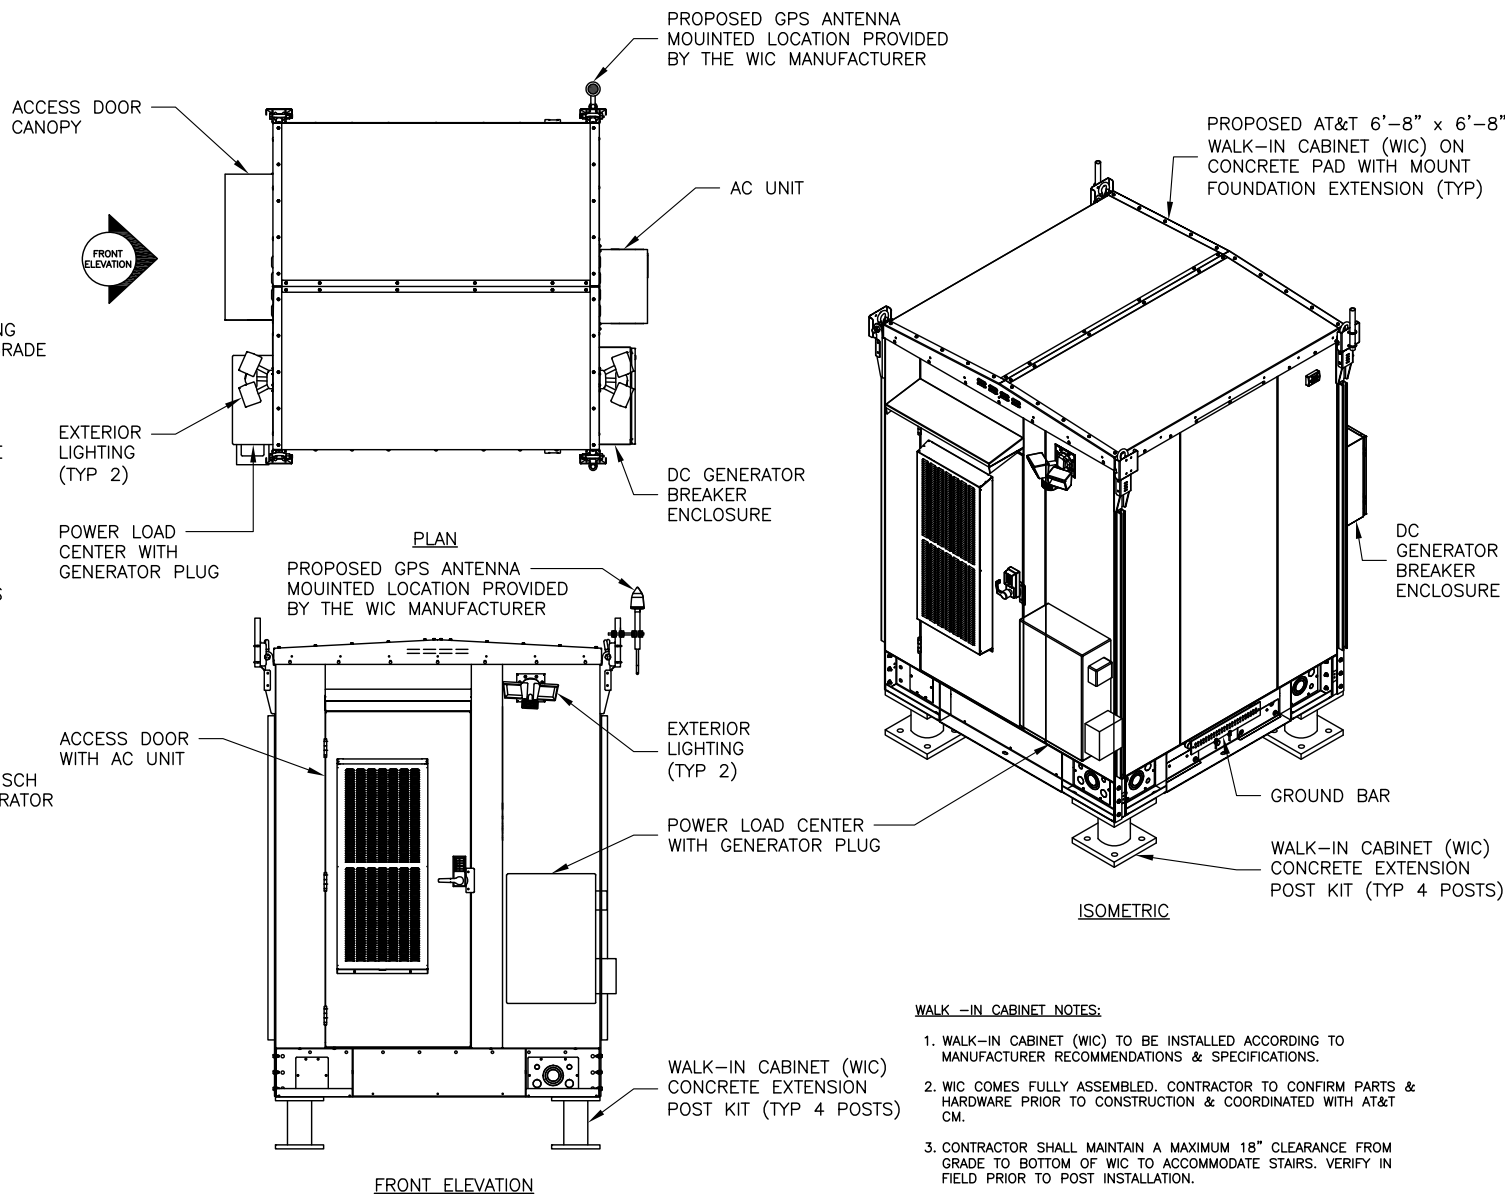 PROPOSED GPS ANTENNA
MOUINTED LOCATION PROVIDED
BY THE WIC MANUFACTURER
ACCESS DOOR
CANOPY
AC UNIT
FRONT
ELEVATION
NG
RADE
EXTERIOR
LIGHTING
(TYP 2)
POWER LOAD
CENTER WITH
GENERATOR PLUG
DC GENERATOR
BREAKER
ENCLOSURE
PLAN
PROPOSED AT&T 6'-8" x 6'-8"
WALK-IN CABINET (WIC) ON
CONCRETE PAD WITH MOUNT
FOUNDATION EXTENSION (TYP)
DC
GENERATOR
BREAKER
ENCLOSURE
GROUND BAR
WALK-IN CABINET (WIC)
CONCRETE EXTENSION
POST KIT (TYP 4 POSTS)
ISOMETRIC
PROPOSED GPS ANTENNA
MOUINTED LOCATION PROVIDED
BY THE WIC MANUFACTURER
ACCESS DOOR
WITH AC UNIT
SCH
RATOR
EXTERIOR
LIGHTING
(TYP 2)
POWER LOAD CENTER
WITH GENERATOR PLUG
WALK-IN CABINET (WIC)
CONCRETE EXTENSION
POST KIT (TYP 4 POSTS)
FRONT ELEVATION
WALK -IN CABINET NOTES:
1. WALK-IN CABINET (WIC) TO BE INSTALLED ACCORDING TO
MANUFACTURER RECOMMENDATIONS & SPECIFICATIONS.
2. WIC COMES FULLY ASSEMBLED. CONTRACTOR TO CONFIRM PARTS &
HARDWARE PRIOR TO CONSTRUCTION & COORDINATED WITH AT&T
CM.
3. CONTRACTOR SHALL MAINTAIN A MAXIMUM 18" CLEARANCE FROM
GRADE TO BOTTOM OF WIC TO ACCOMMODATE STAIRS. VERIFY IN
FIELD PRIOR TO POST INSTALLATION.